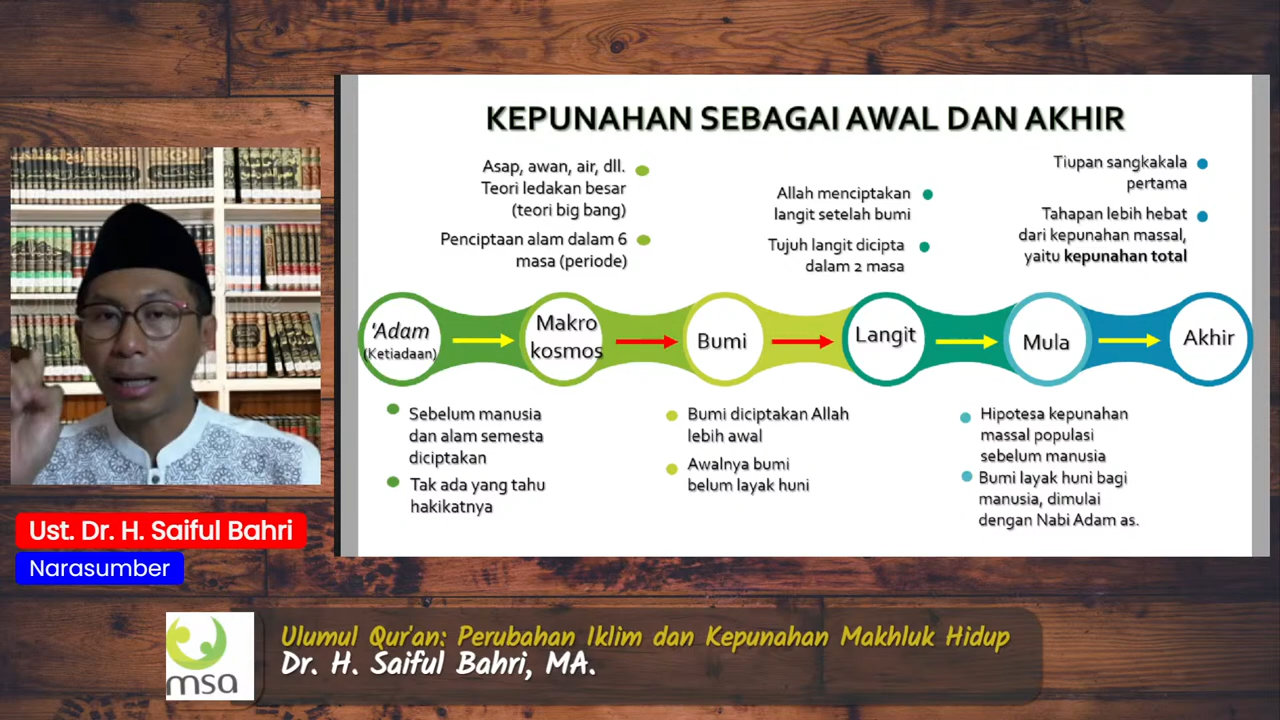 KEPUNAHAN SEBAGAI AWAL DAN AKHIR
Asap, awan, air, dll.
Teori ledakan besar
(teori big bang)
Penciptaan alam dalam 6
masa (periode)
Allah menciptakan
langit setelah bumi
Tujuh langit dicipta
dalam 2 masa
Tiupan sangkakala
pertama
Tahapan lebih hebat
dari kepunahan massal,
yaitu kepunahan total
'Adam
(Ketiadaan)
Makro
kosmos
Bumi
Langit
Mula
Akhir
Sebelum manusia
dan alam semesta
diciptakan
Tak ada yang tahu
hakikatnya
Bumi diciptakan Allah
lebih awal
Awalnya bumi
belum layak huni
Hipotesa kepunahan
massal populasi
sebelum manusia
Bumi layak huni bagi
manusia, dimulai
dengan Nabi Adam as.
Ust. Dr. H. Saiful Bahri
Narasumber
msa
Ulumul Qur'an: Perubahan Iklim dan Kepunahan Makhluk Hidup
Dr. H. Saiful Bahri, MA.